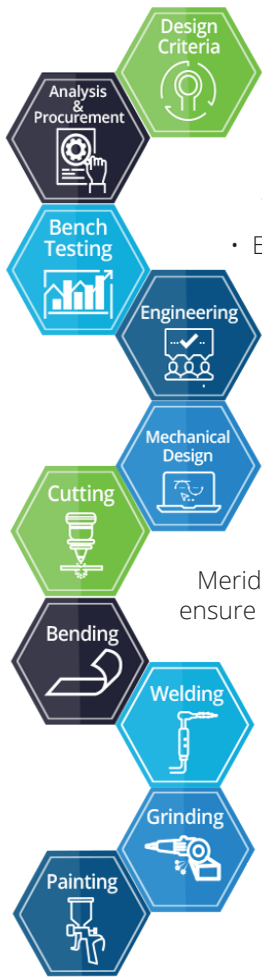 Design
Criteria
Analysis
&
Procurement
Bench
Testing
• E
Engineering
Mechanical
Design
Cutting
Merid
ensure
Bending
Welding
Grinding
Painting